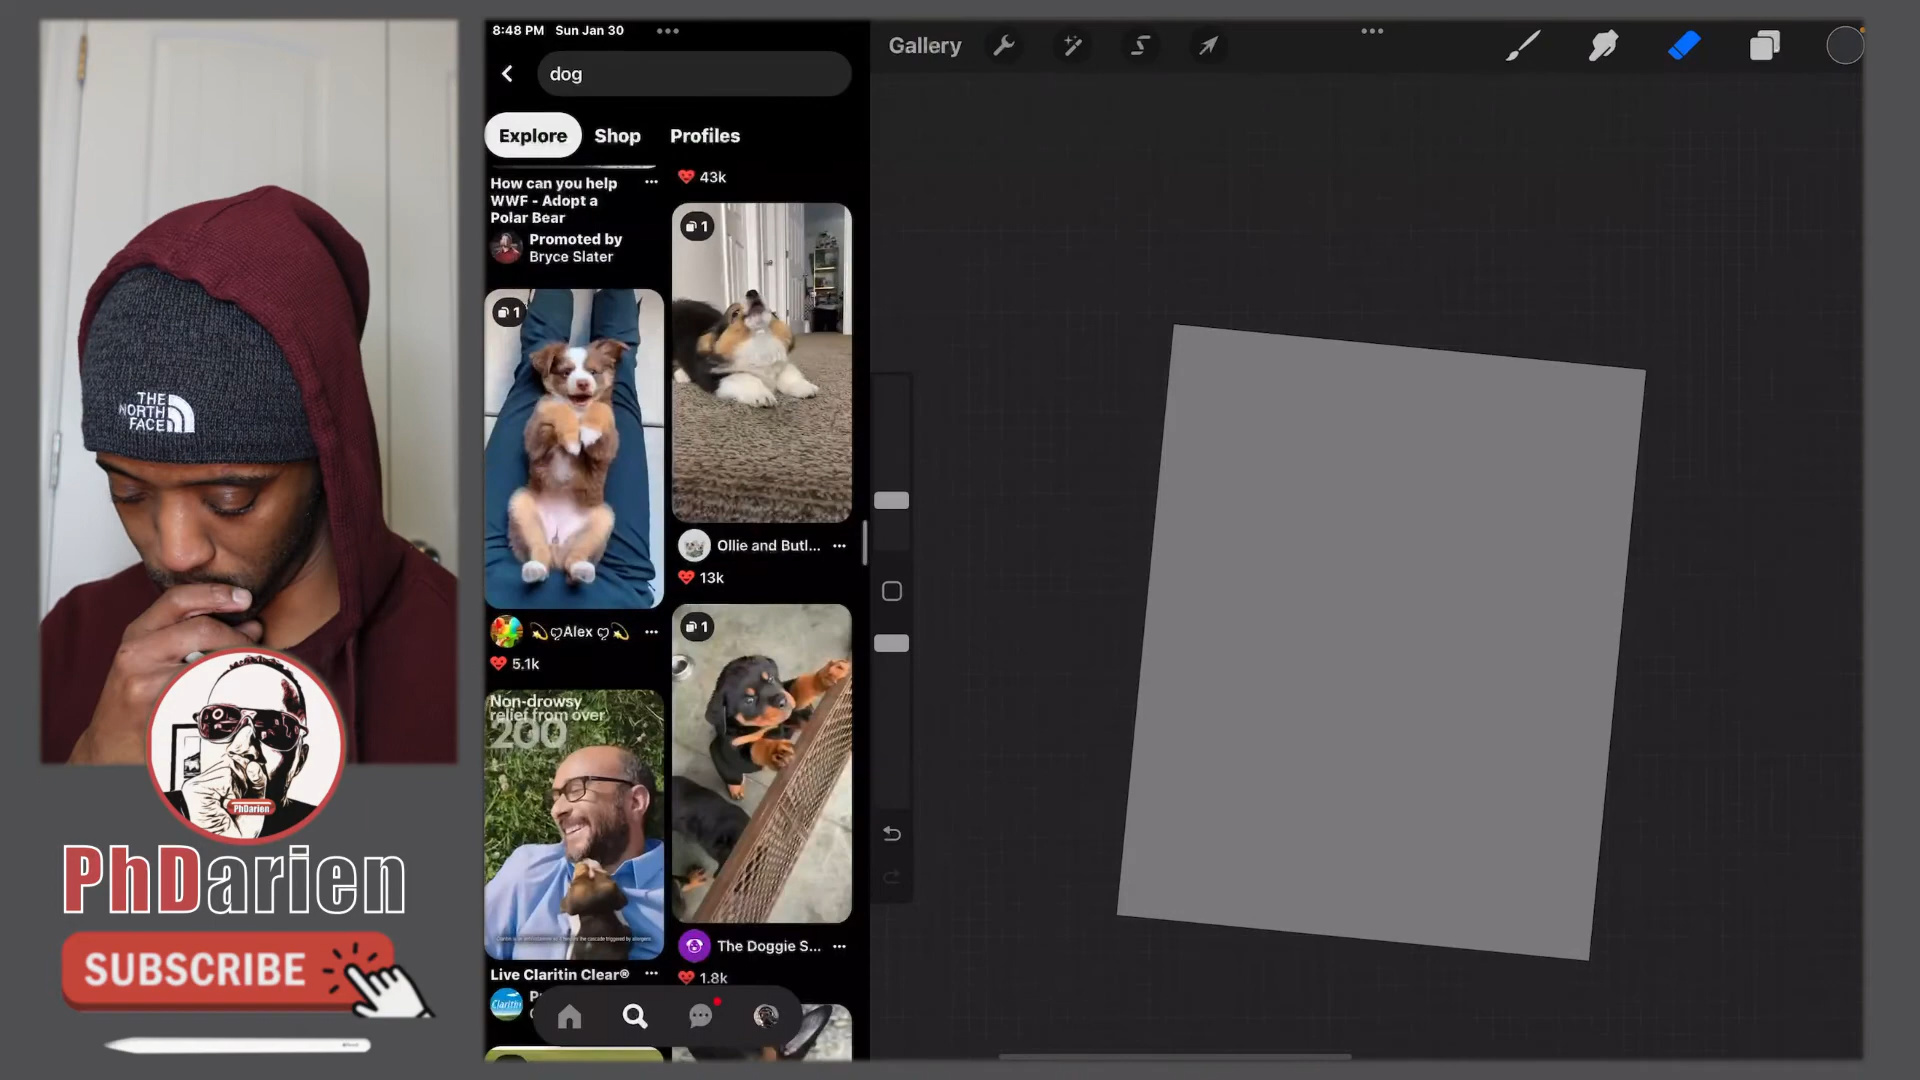 THE
NORTH
FACE
PhDarien
PhDarien
SUBSCRIBE
8:48 PM Sun Jan 30
dog
Explore Shop Profiles
How can you help
WWF - Adopt a
Polar Bear
Promoted by
Bryce Slater
1
Alex
5.1k
Non-drowsy
relief from over
200
Live Claritin Clear®
Claritin
43k
1
Ollie and Butl...
13k
1
The Doggie S...
1.8k
Gallery